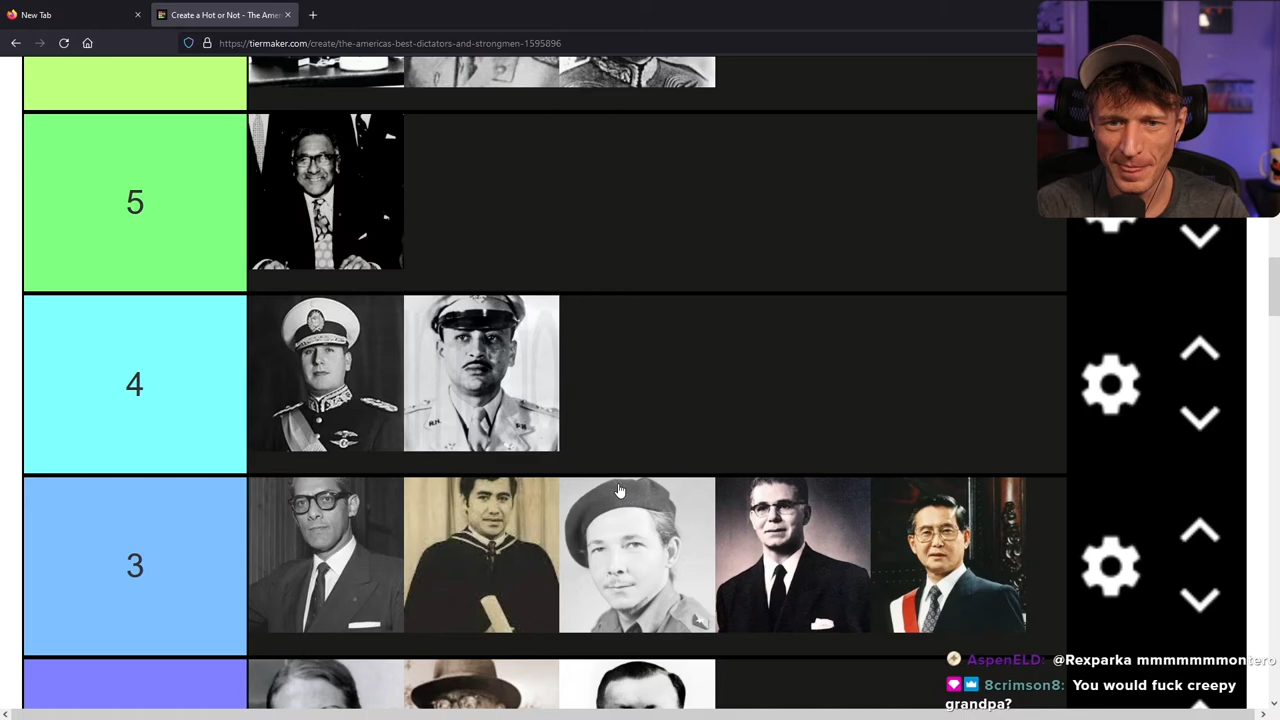 New Tab
Create a Hot or Not - The Ame
https://tiermaker.com/create/the-americas-best-dictators-and-strongmen-1595896
5
4
3
AspenELD: @Rexparka mmmmmmmontero
8crimson8: You would fuck creepy
grandpa?